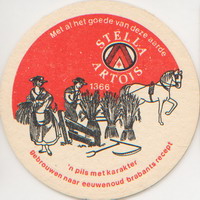 Met al het goede van deze aarde
STELLA
ARTOIS
1366
'n pils met karakter
gebrouwen naar eeuwenoud brabants recept